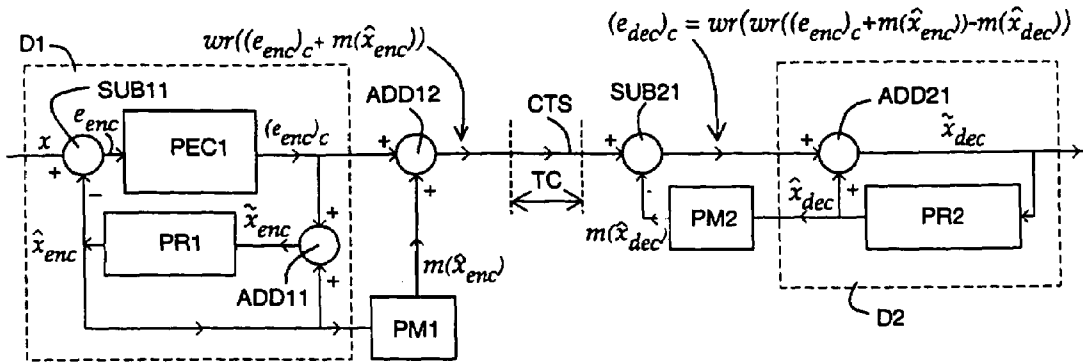 D1
wr((e_enc)_c + m(x̂_enc))
(e_dec)_c = wr(wr((e_enc)_c+m(x̂_enc))-m(x̂_dec))
SUB11
ADD12
CTS
SUB21
ADD21
x
e_enc
PEC1
(e_enc)_c
x̃_dec
+
−
+
+
TC
+
-
+
+
x̂_enc
PR1
x̃_enc
+
+
ADD11
m(x̂_enc)
PM1
m(x̂_dec)
PM2
x̂_dec
PR2
D2